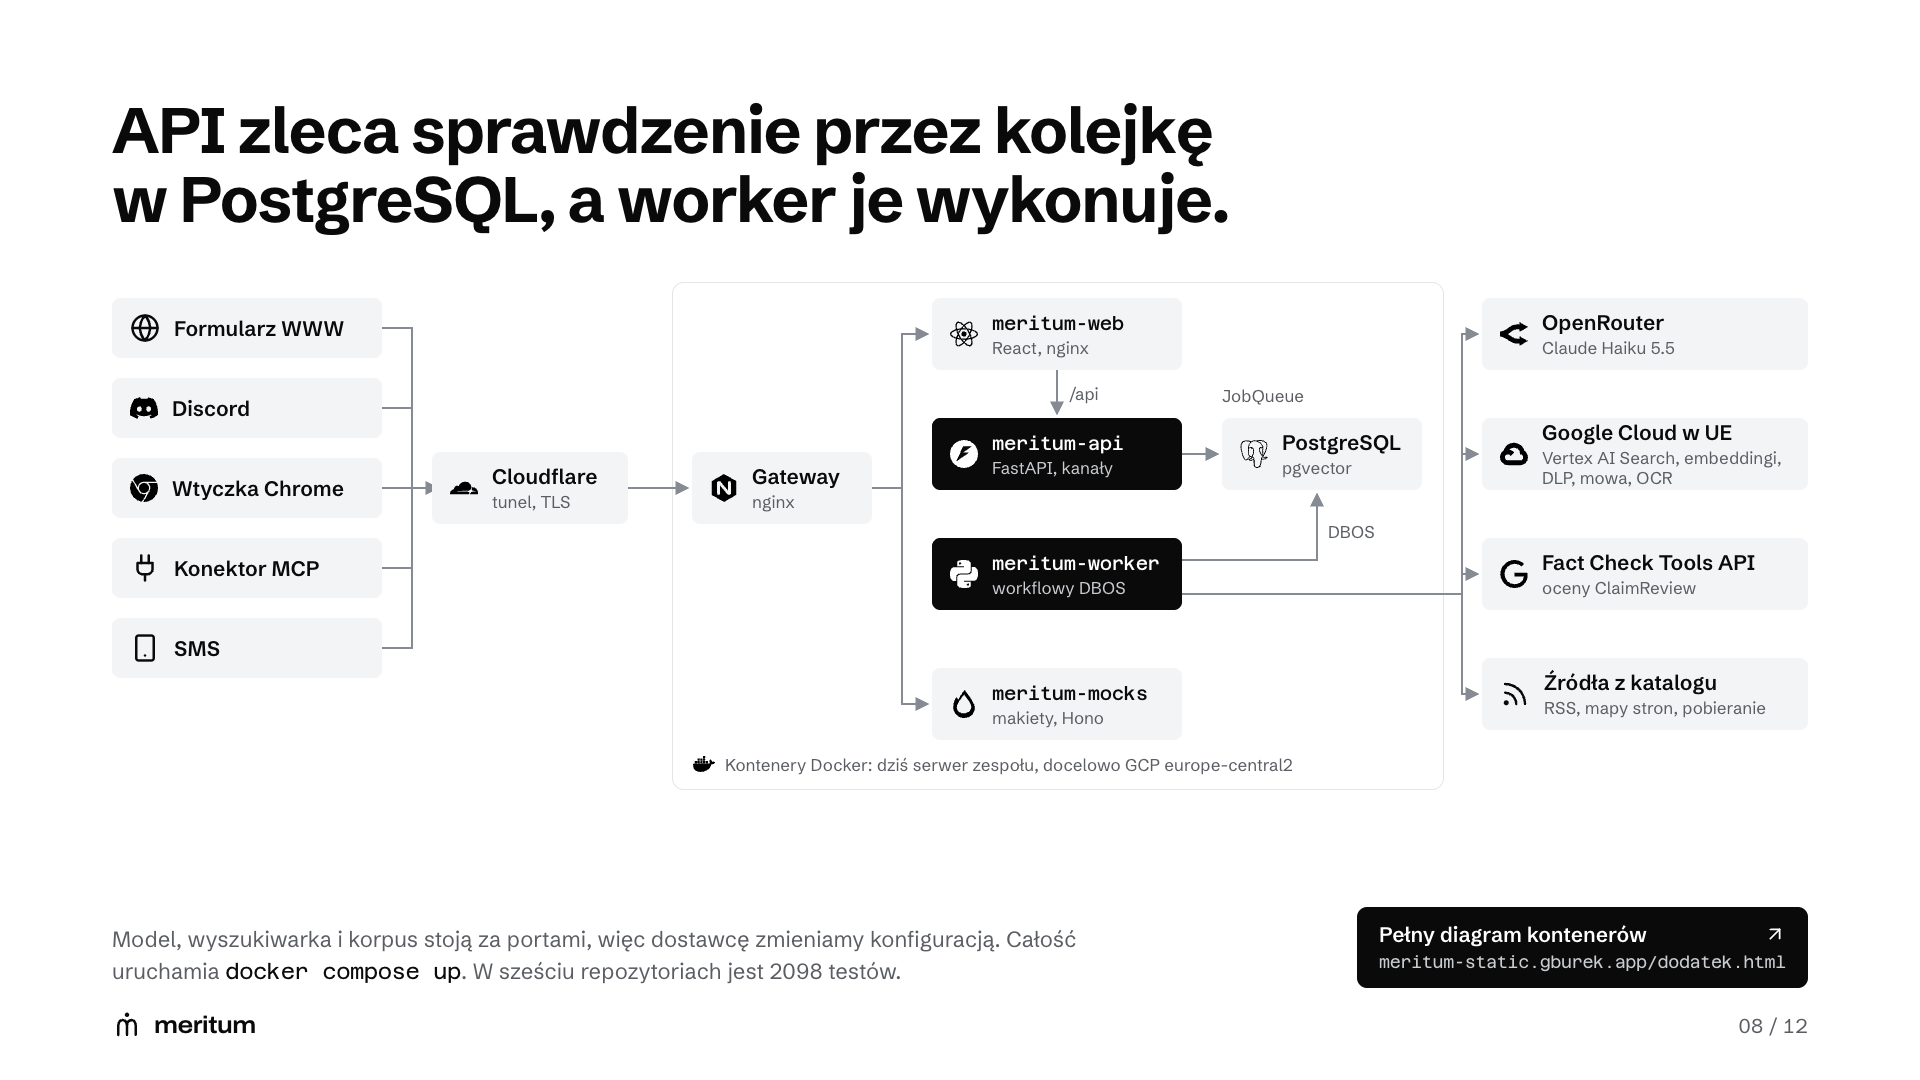 API zleca sprawdzenie przez kolejkę
w PostgreSQL, a worker je wykonuje.
Formularz WWW
Discord
Wtyczka Chrome
Konektor MCP
SMS
Cloudflare
tunel, TLS
Gateway
nginx
meritum-web
React, nginx
/api
meritum-api
FastAPI, kanały
JobQueue
PostgreSQL
pgvector
DBOS
meritum-worker
workflowy DBOS
meritum-mocks
makiety, Hono
Kontenery Docker: dziś serwer zespołu, docelowo GCP europe-central2
OpenRouter
Claude Haiku 5.5
Google Cloud w UE
Vertex AI Search, embeddingi,
DLP, mowa, OCR
Fact Check Tools API
oceny ClaimReview
Źródła z katalogu
RSS, mapy stron, pobieranie
Model, wyszukiwarka i korpus stoją za portami, więc dostawcę zmieniamy konfiguracją. Całość
uruchamia docker compose up. W sześciu repozytoriach jest 2098 testów.
Pełny diagram kontenerów
meritum-static.gburek.app/dodatek.html
meritum
08 / 12